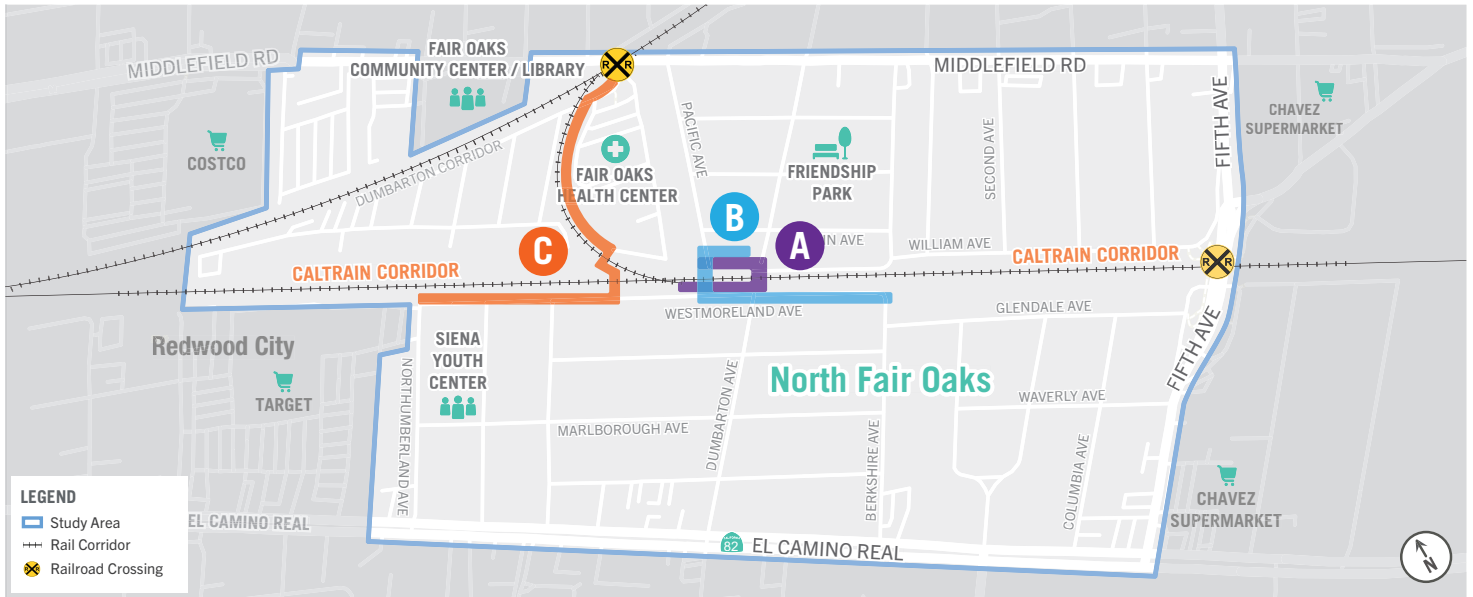 MIDDLEFIELD RD
FAIR OAKS
COMMUNITY CENTER / LIBRARY
R R
MIDDLEFIELD RD
FIFTH AVE
CHAVEZ
SUPERMARKET
COSTCO
DUMBARTON CORRIDOR
PACIFIC AVE
SECOND AVE
FAIR OAKS
HEALTH CENTER
FRIENDSHIP
PARK
B
A
C
IN AVE
WILLIAM AVE
CALTRAIN CORRIDOR
CALTRAIN CORRIDOR
R R
WESTMORELAND AVE
GLENDALE AVE
FIFTH AVE
Redwood City
SIENA
YOUTH
CENTER
TARGET
NORTHUMBERLAND AVE
North Fair Oaks
DUMBARTON AVE
WAVERLY AVE
MARLBOROUGH AVE
BERKSHIRE AVE
COLUMBIA AVE
CHAVEZ
SUPERMARKET
EL CAMINO REAL
82
EL CAMINO REAL
LEGEND
Study Area
Rail Corridor
R R
Railroad Crossing
N